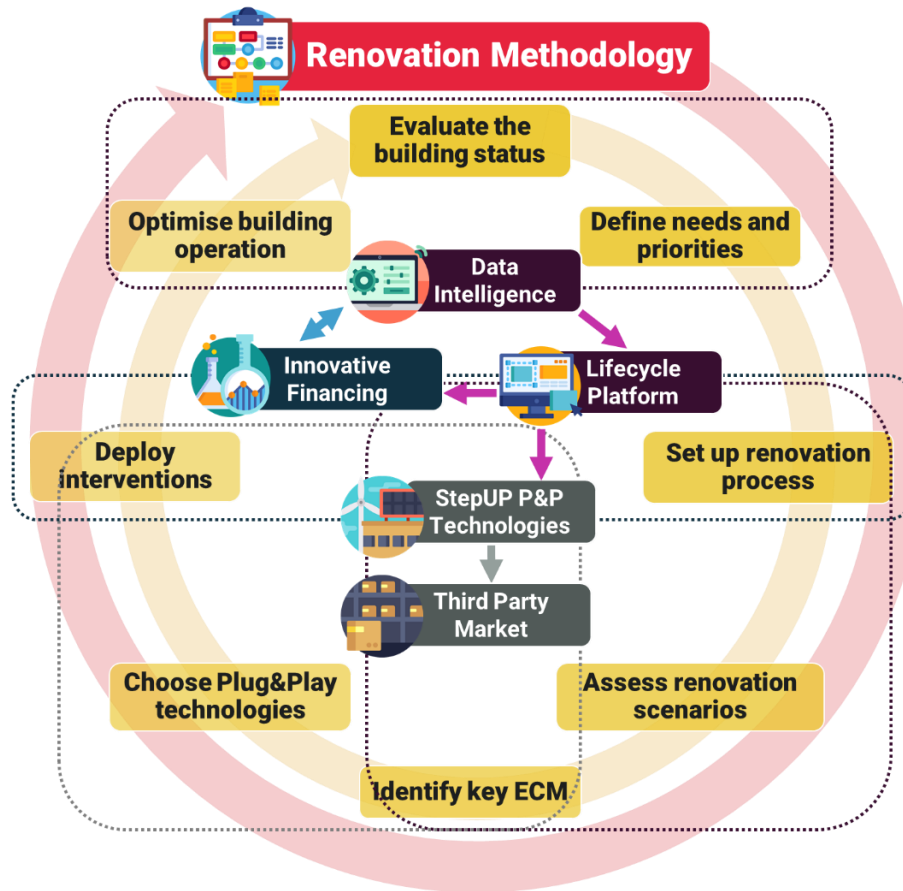 Renovation Methodology
Evaluate the
building status
Optimise building
operation
Define needs and
priorities
Data
Intelligence
Innovative
Financing
Lifecycle
Platform
Deploy
interventions
Set up renovation
process
StepUP P&P
Technologies
Third Party
Market
Choose Plug&Play
technologies
Assess renovation
scenarios
Identify key ECM